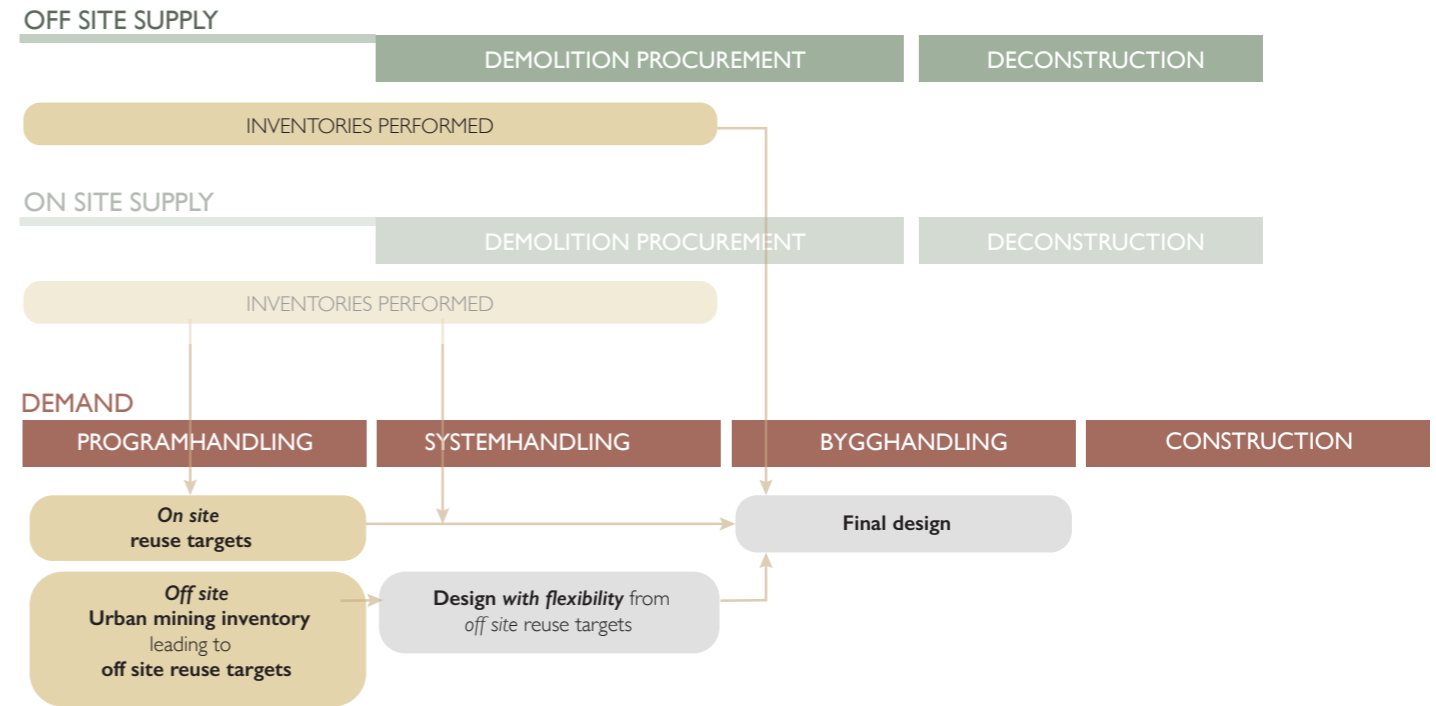 OFF SITE SUPPLY
DEMOLITION PROCUREMENT
DECONSTRUCTION
INVENTORIES PERFORMED
ON SITE SUPPLY
DEMOLITION PROCUREMENT
DECONSTRUCTION
INVENTORIES PERFORMED
DEMAND
PROGRAMHANDLING
SYSTEMHANDLING
BYGGHANDLING
CONSTRUCTION
On site
reuse targets
Final design
Off site
Urban mining inventory
leading to
off site reuse targets
Design with flexibility from
off site reuse targets